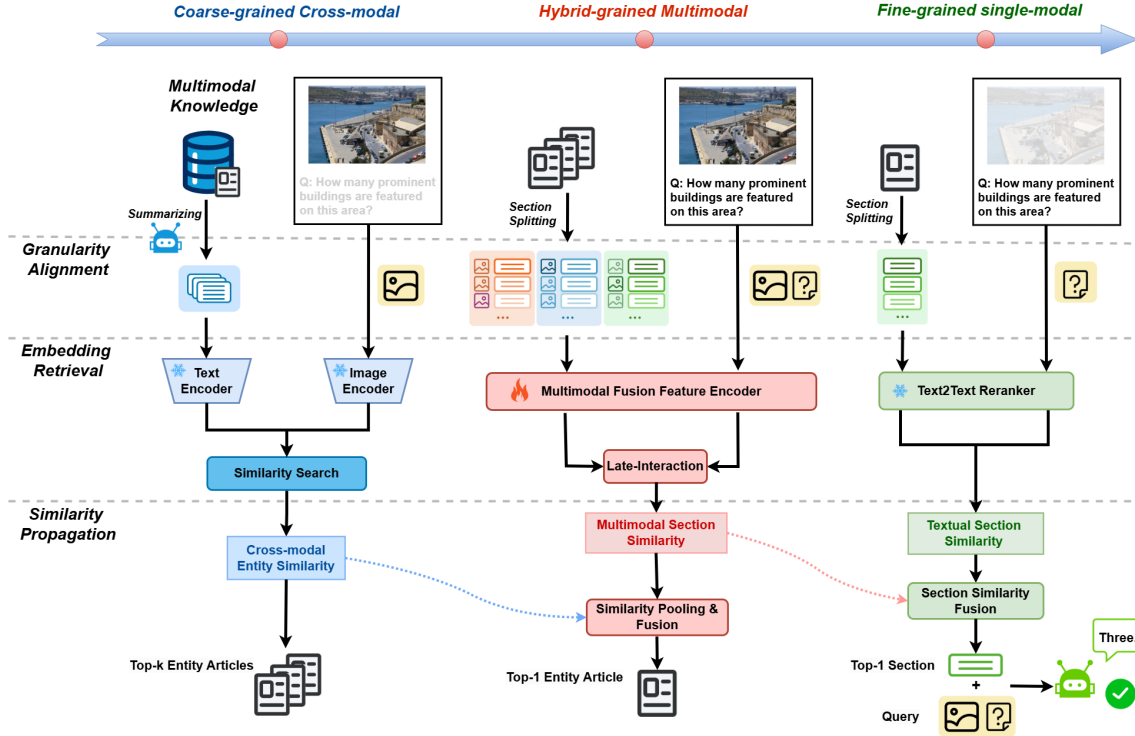 Coarse-grained Cross-modal
Hybrid-grained Multimodal
Fine-grained single-modal
Multimodal
Knowledge
Q: How many prominent
buildings are featured
on this area?
Summarizing
Section
Splitting
Q: How many prominent
buildings are featured
on this area?
Section
Splitting
Q: How many prominent
buildings are featured
on this area?
Granularity
Alignment
...
...
...
...
Embedding
Retrieval
Text
Encoder
Image
Encoder
Multimodal Fusion Feature Encoder
Text2Text Reranker
Similarity Search
Late-Interaction
Similarity
Propagation
Cross-modal
Entity Similarity
Multimodal Section
Similarity
Textual Section
Similarity
Similarity Pooling &
Fusion
Section Similarity
Fusion
Top-k Entity Articles
Top-1 Entity Article
Top-1 Section
+
Query
Three.